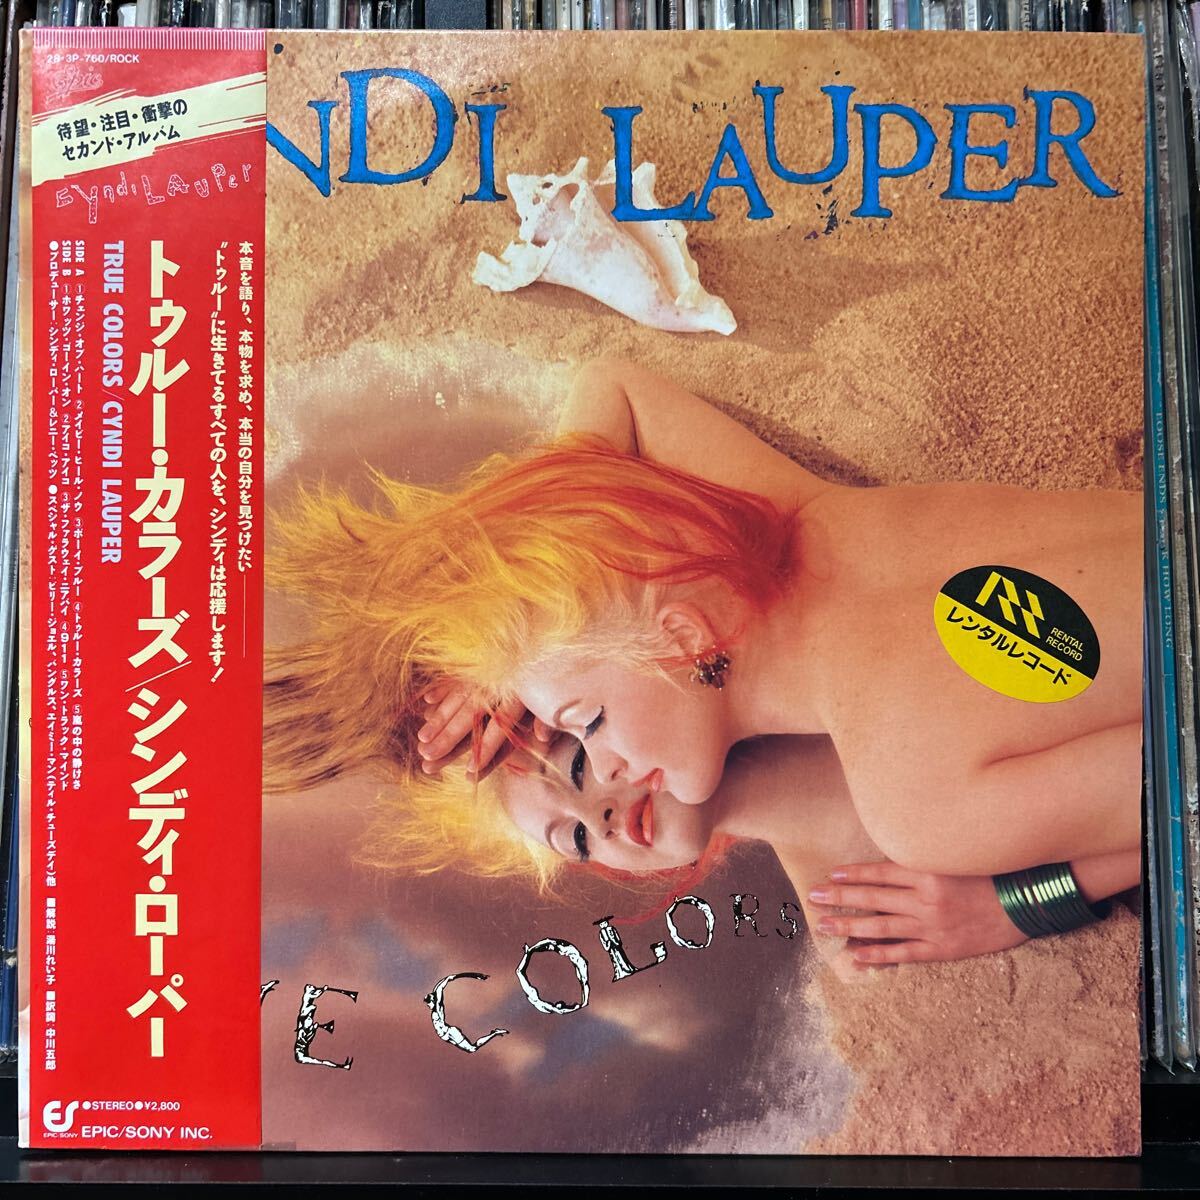 28・3P-760/ROCK
Epic
待望・注目・衝撃の
セカンド・アルバム
CYndi LAUPer
本音を語り、本物を求め、本当の自分を見つけたい――
"トゥルー"に生きてるすべての人を、シンディは応援します!
トゥルー・カラーズ/シンディ・ローパー
TRUE COLORS/CYNDI LAUPER
SIDE A ①チェンジ・オブ・ハート ②メイビー・ヒール・ノウ ③ボーイ・ブルー ④トゥルー・カラーズ ⑤嵐の中の静けさ
SIDE B ①ホワッツ・ゴーイン・オン ②アイコ・アイコ ③ザ・ファラウェイ・ニアバイ ④911 ⑤ワン・トラック・マインド
●プロデューサー:シンディ・ローパー&レニー・ペッツ ●スペシャル・ゲスト:ビリー・ジョエル、バングルス、エイミー・マン(ティル・チューズデイ)他 ■解説:湯川れい子 ■訳詞:中川五郎
●STEREO●¥2,800
ES
EPIC/SONY
EPIC/SONY INC.
NDI LAUPER
RENTAL
RECORD
レンタルレコード
UE COLORS
LOOSE ENDS
HOW LONG